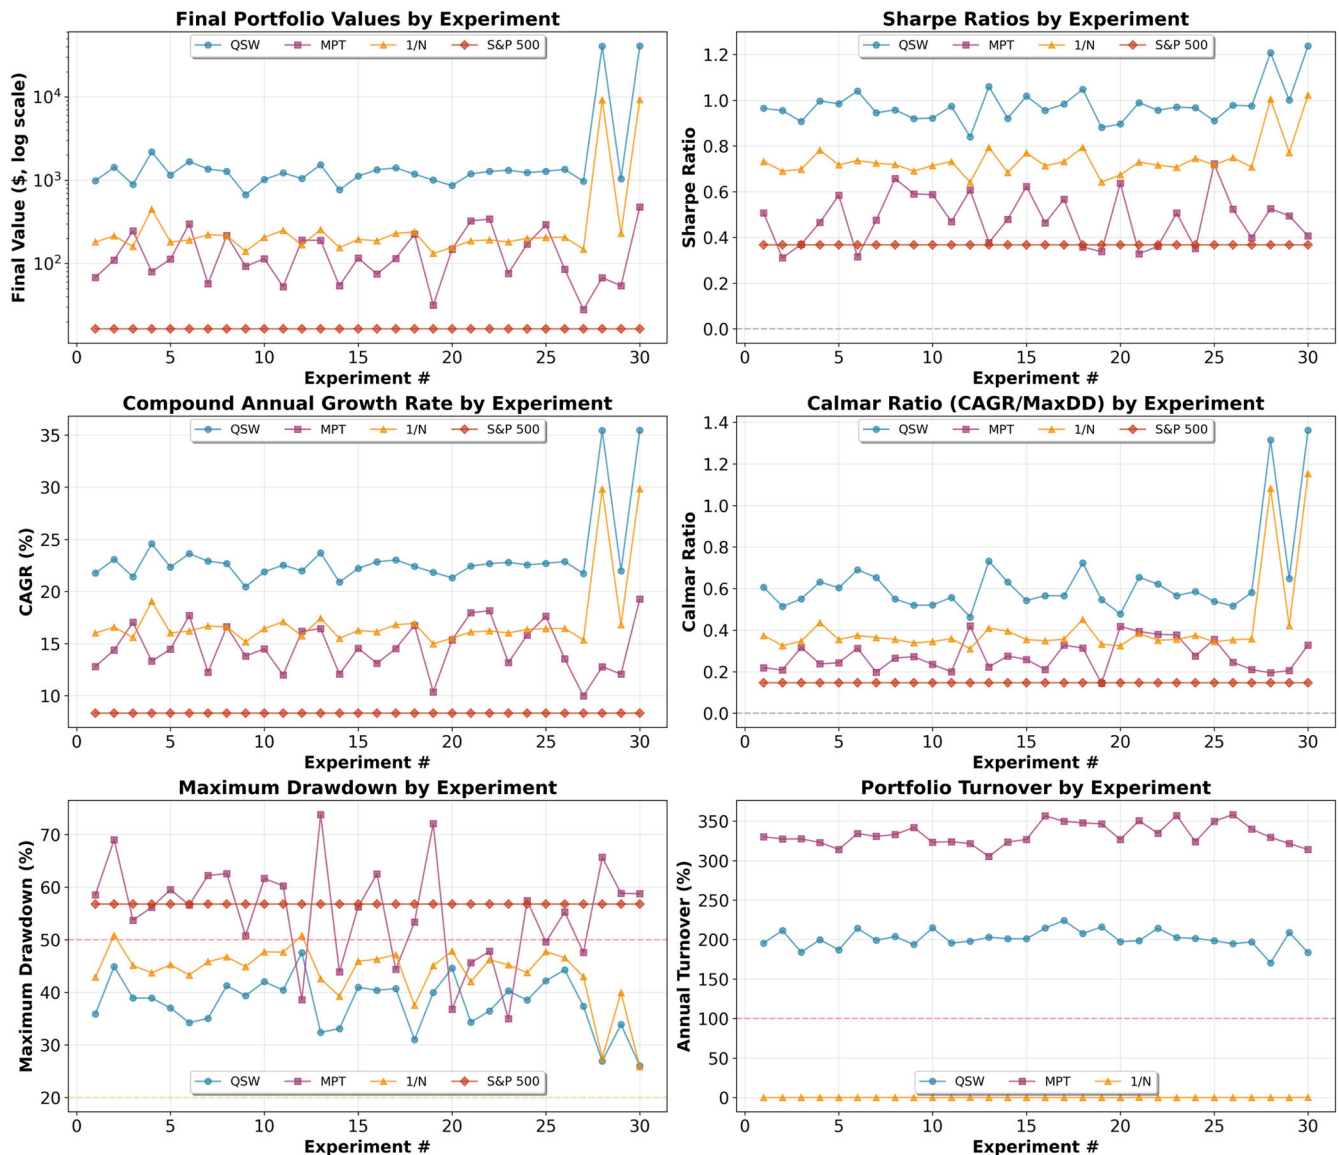 Final Portfolio Values by Experiment
QSW MPT 1/N S&P 500
Final Value ($, log scale)
10^4
10^3
10^2
0 5 10 15 20 25 30
Experiment #
Sharpe Ratios by Experiment
QSW MPT 1/N S&P 500
Sharpe Ratio
1.2
1.0
0.8
0.6
0.4
0.2
0.0
0 5 10 15 20 25 30
Experiment #
Compound Annual Growth Rate by Experiment
QSW MPT 1/N S&P 500
CAGR (%)
35
30
25
20
15
10
0 5 10 15 20 25 30
Experiment #
Calmar Ratio (CAGR/MaxDD) by Experiment
QSW MPT 1/N S&P 500
Calmar Ratio
1.4
1.2
1.0
0.8
0.6
0.4
0.2
0.0
0 5 10 15 20 25 30
Experiment #
Maximum Drawdown by Experiment
Maximum Drawdown (%)
70
60
50
40
30
20
QSW MPT 1/N S&P 500
0 5 10 15 20 25 30
Experiment #
Portfolio Turnover by Experiment
Annual Turnover (%)
350
300
250
200
150
100
50
0
QSW MPT 1/N
0 5 10 15 20 25 30
Experiment #